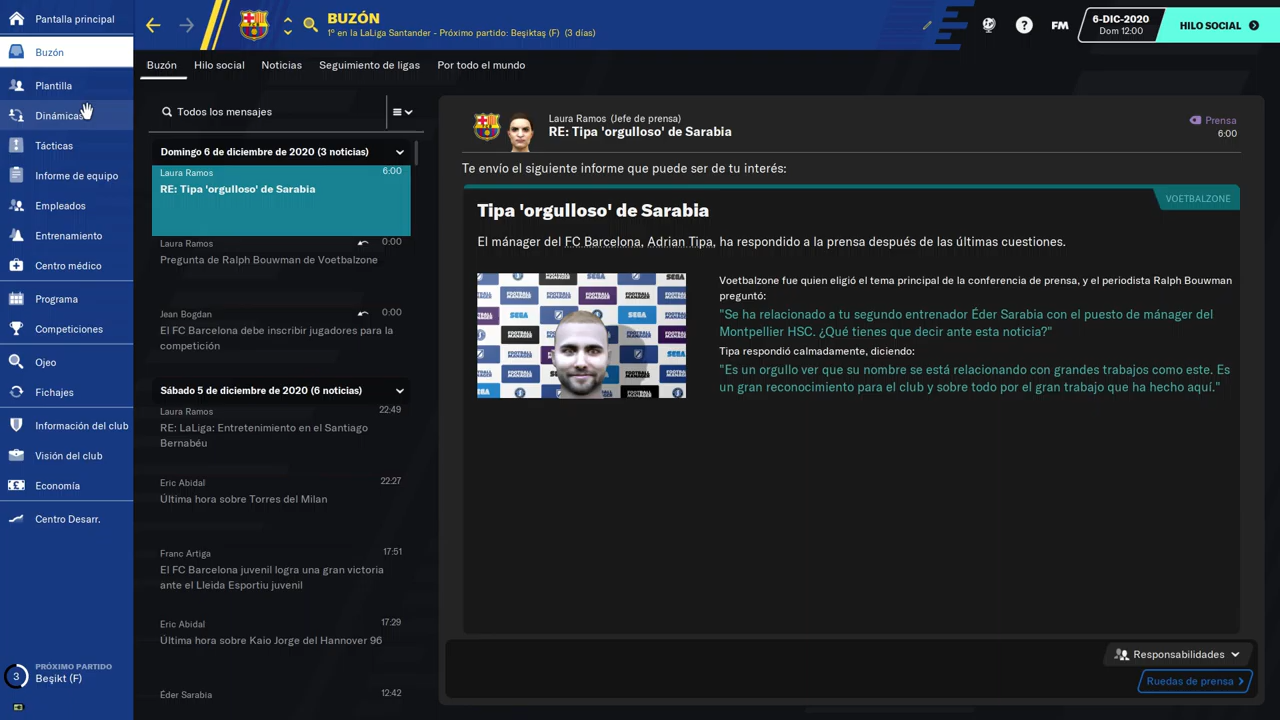 Pantalla principal
Buzón
Plantilla
Dinámicas
Tácticas
Informe de equipo
Empleados
Entrenamiento
Centro médico
Programa
Competiciones
Ojeo
Fichajes
Información del club
Visión del club
Economía
Centro Desarr.
3
PRÓXIMO PARTIDO
Beşikt (F)
BUZÓN
1º en la LaLiga Santander - Próximo partido: Beşiktaş (F) (3 días)
?
FM
6-DIC-2020
Dom 12:00
HILO SOCIAL
Buzón
Hilo social
Noticias
Seguimiento de ligas
Por todo el mundo
Todos los mensajes
Domingo 6 de diciembre de 2020 (3 noticias)
Laura Ramos 6:00
RE: Tipa 'orgulloso' de Sarabia
Laura Ramos 0:00
Pregunta de Ralph Bouwman de Voetbalzone
Jean Bogdan 0:00
El FC Barcelona debe inscribir jugadores para la
competición
Sábado 5 de diciembre de 2020 (6 noticias)
Laura Ramos 22:49
RE: LaLiga: Entretenimiento en el Santiago
Bernabéu
Eric Abidal 22:27
Última hora sobre Torres del Milan
Franc Artiga 17:51
El FC Barcelona juvenil logra una gran victoria
ante el Lleida Esportiu juvenil
Eric Abidal 17:29
Última hora sobre Kaio Jorge del Hannover 96
Éder Sarabia 12:42
Laura Ramos (Jefe de prensa)
RE: Tipa 'orgulloso' de Sarabia
Prensa
6:00
Te envío el siguiente informe que puede ser de tu interés:
VOETBALZONE
Tipa 'orgulloso' de Sarabia
El mánager del FC Barcelona, Adrian Tipa, ha respondido a la prensa después de las últimas cuestiones.
SEGA
FOOTBALL MANAGER
Voetbalzone fue quien eligió el tema principal de la conferencia de prensa, y el periodista Ralph Bouwman
preguntó:
"Se ha relacionado a tu segundo entrenador Éder Sarabia con el puesto de mánager del
Montpellier HSC. ¿Qué tienes que decir ante esta noticia?"
Tipa respondió calmadamente, diciendo:
"Es un orgullo ver que su nombre se está relacionando con grandes trabajos como este. Es
un gran reconocimiento para el club y sobre todo por el gran trabajo que ha hecho aquí."
Responsabilidades
Ruedas de prensa